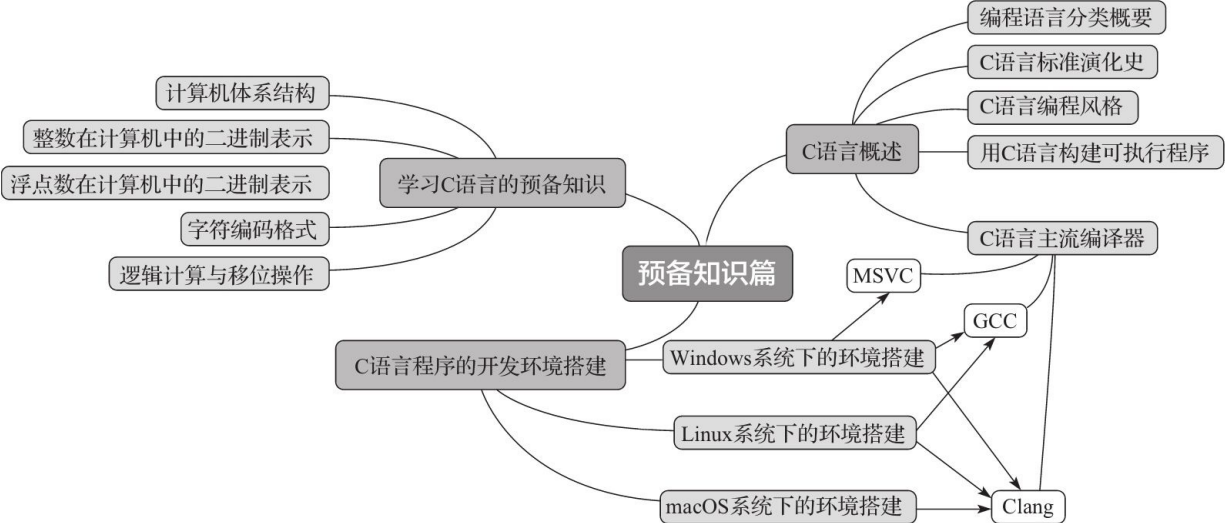 预备知识篇
学习C语言的预备知识
计算机体系结构
整数在计算机中的二进制表示
浮点数在计算机中的二进制表示
字符编码格式
逻辑计算与移位操作
C语言概述
编程语言分类概要
C语言标准演化史
C语言编程风格
用C语言构建可执行程序
C语言主流编译器
MSVC
GCC
Clang
C语言程序的开发环境搭建
Windows系统下的环境搭建
Linux系统下的环境搭建
macOS系统下的环境搭建